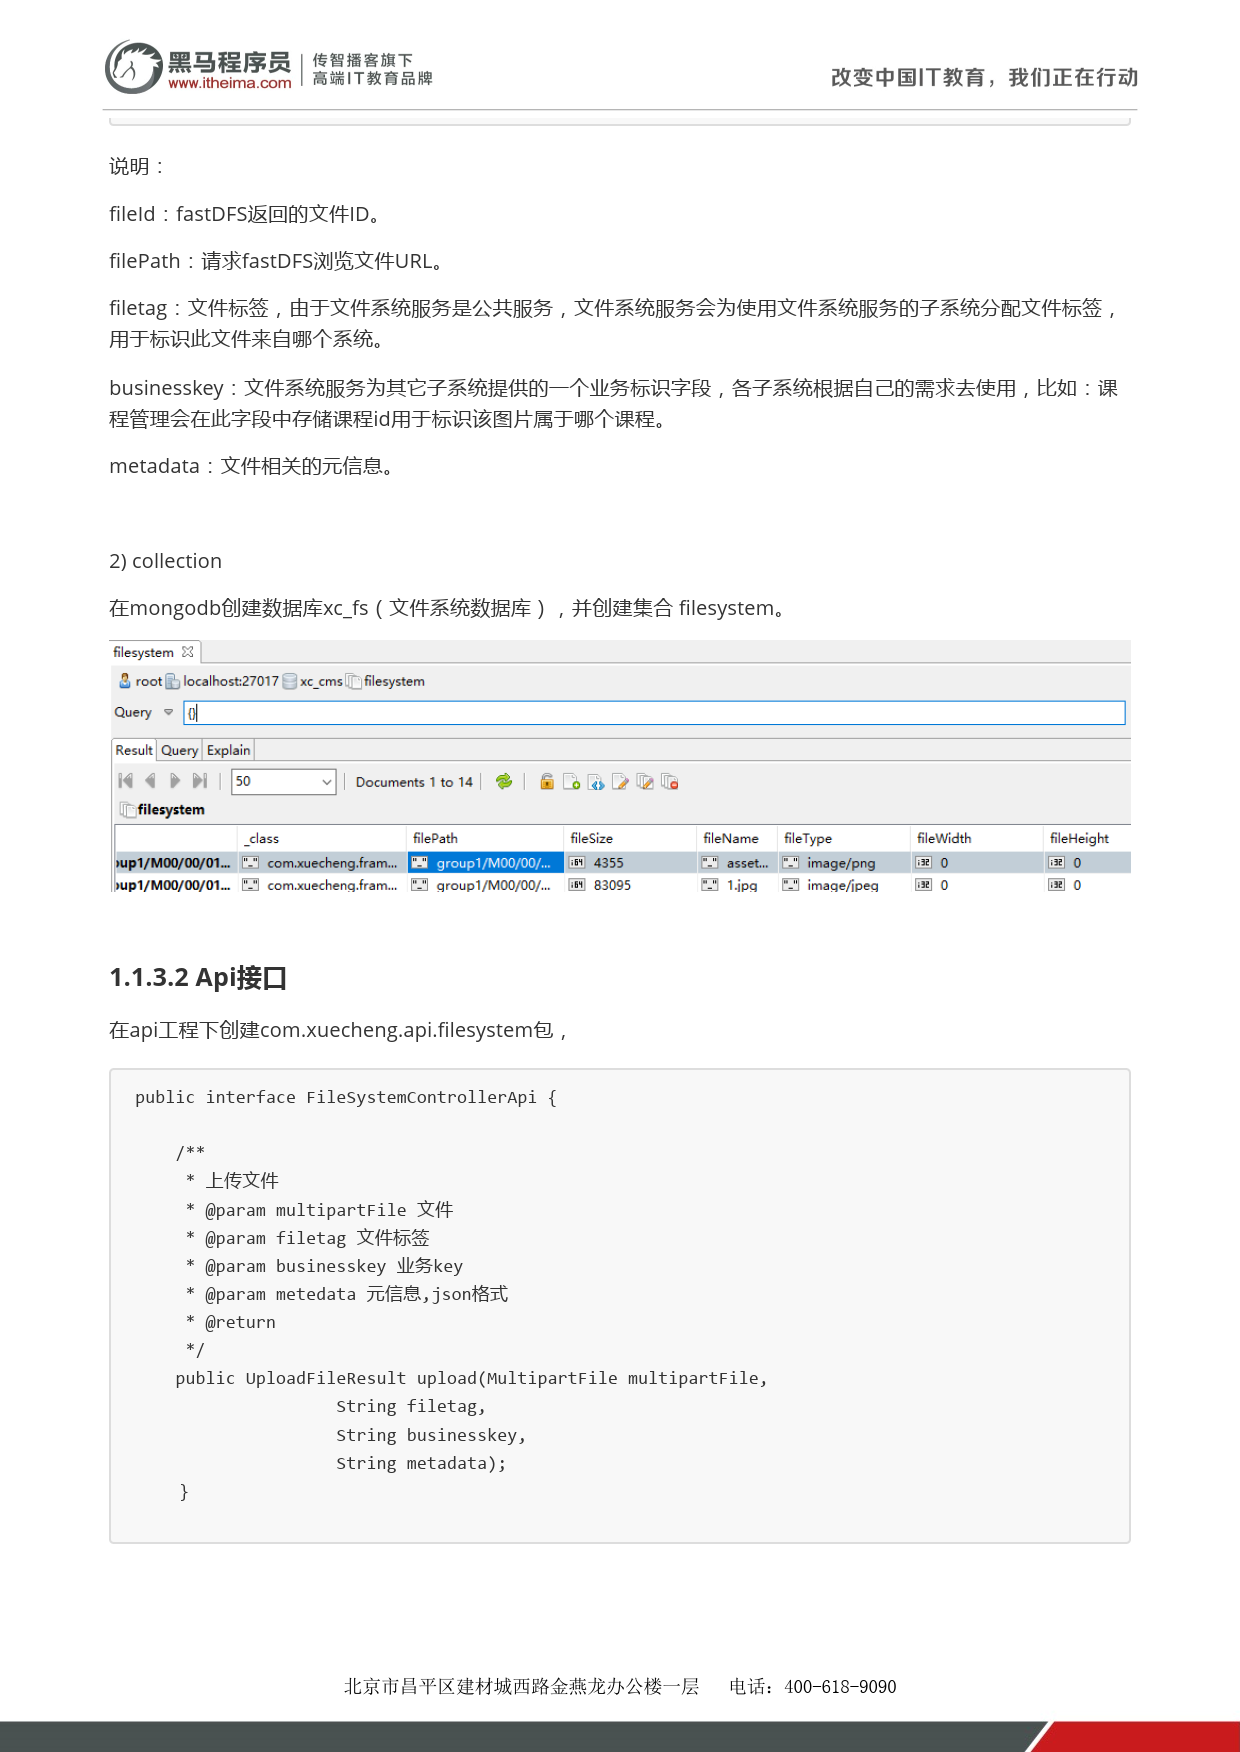 黑马程序员
www.itheima.com
传智播客旗下
高端IT教育品牌
改变中国IT教育，我们正在行动
说明：
fileId：fastDFS返回的文件ID。
filePath：请求fastDFS浏览文件URL。
filetag：文件标签，由于文件系统服务是公共服务，文件系统服务会为使用文件系统服务的子系统分配文件标签，
用于标识此文件来自哪个系统。
businesskey：文件系统服务为其它子系统提供的一个业务标识字段，各子系统根据自己的需求去使用，比如：课
程管理会在此字段中存储课程id用于标识该图片属于哪个课程。
metadata：文件相关的元信息。
2) collection
在mongodb创建数据库xc_fs（文件系统数据库），并创建集合 filesystem。
filesystem
root localhost:27017 xc_cms filesystem
Query {}
Result Query Explain
50 Documents 1 to 14
filesystem
_class filePath fileSize fileName fileType fileWidth fileHeight
oup1/M00/00/01... com.xuecheng.fram... group1/M00/00/... i64 4355 asset... image/png i32 0 i32 0
oup1/M00/00/01... com.xuecheng.fram... group1/M00/00/... i64 83095 1.jpg image/jpeg i32 0 i32 0
1.1.3.2 Api接口
在api工程下创建com.xuecheng.api.filesystem包，
public interface FileSystemControllerApi {
/**
* 上传文件
* @param multipartFile 文件
* @param filetag 文件标签
* @param businesskey 业务key
* @param metedata 元信息,json格式
* @return
*/
public UploadFileResult upload(MultipartFile multipartFile,
String filetag,
String businesskey,
String metadata);
}
北京市昌平区建材城西路金燕龙办公楼一层 电话：400-618-9090